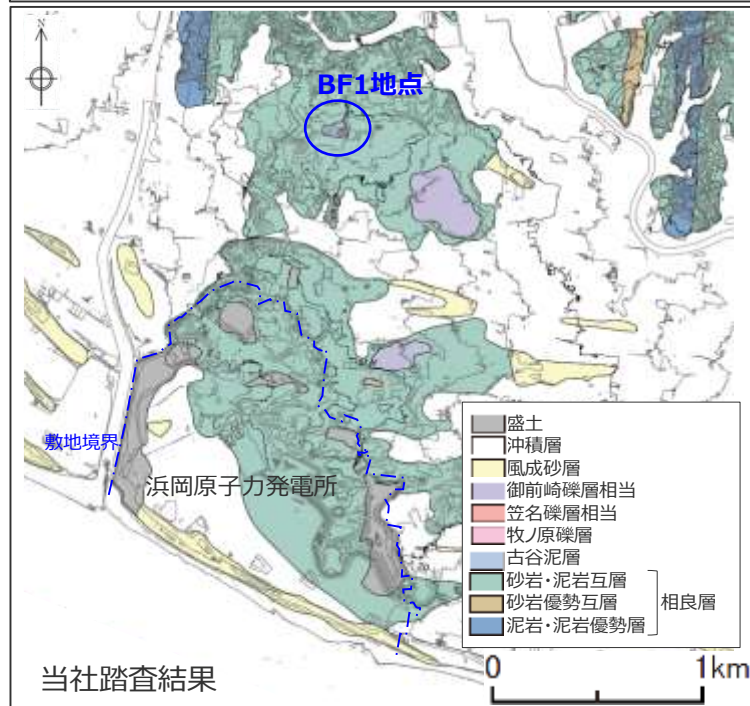 N
BF1地点
敷地境界
浜岡原子力発電所
盛土
沖積層
風成砂層
御前崎礫層相当
笠名礫層相当
牧ノ原礫層
古谷泥層
砂岩・泥岩互層
砂岩優勢互層
泥岩・泥岩優勢層
相良層
当社踏査結果
0 1km